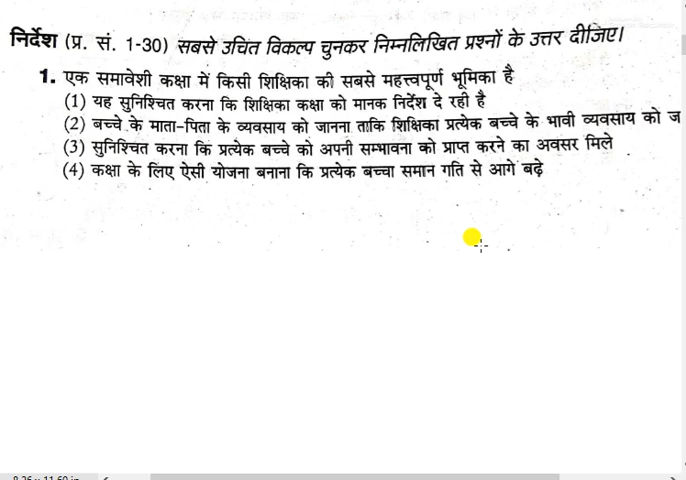 निर्देश (प्र. सं. 1-30) सबसे उचित विकल्प चुनकर निम्नलिखित प्रश्नों के उत्तर दीजिए।
1. एक समावेशी कक्षा में किसी शिक्षिका की सबसे महत्त्वपूर्ण भूमिका है
(1) यह सुनिश्चित करना कि शिक्षिका कक्षा को मानक निर्देश दे रही है
(2) बच्चे के माता-पिता के व्यवसाय को जानना ताकि शिक्षिका प्रत्येक बच्चे के भावी व्यवसाय को
(3) सुनिश्चित करना कि प्रत्येक बच्चे को अपनी सम्भावना को प्राप्त करने का अवसर मिले
(4) कक्षा के लिए ऐसी योजना बनाना कि प्रत्येक बच्चा समान गति से आगे बढ़े